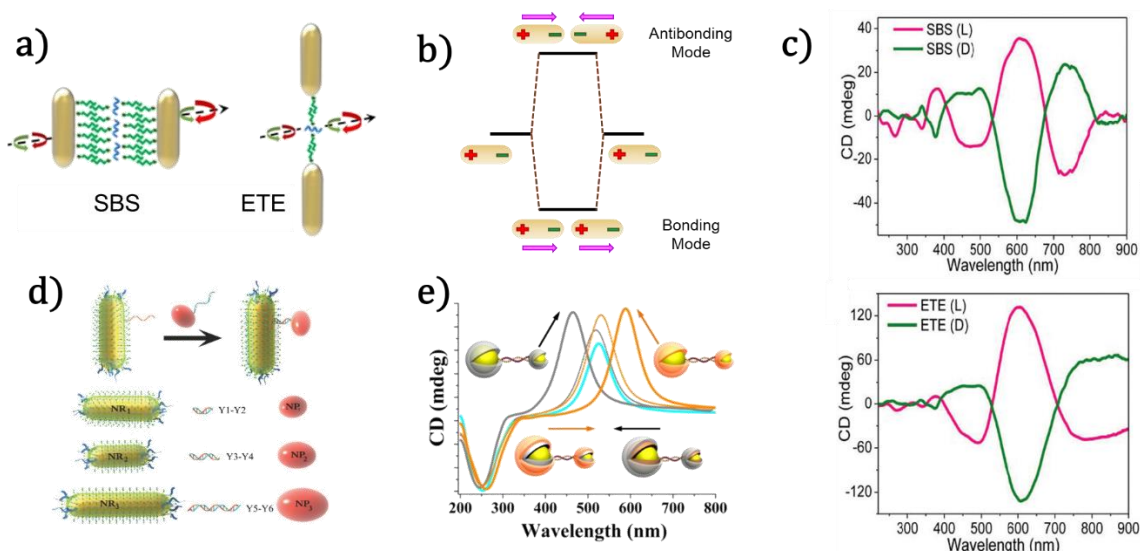 a)
SBS
ETE
b)
Antibonding
Mode
Bonding
Mode
c)
SBS (L)
SBS (D)
CD (mdeg)
40
20
0
-20
-40
300 400 500 600 700 800 900
Wavelength (nm)
ETE (L)
ETE (D)
CD (mdeg)
120
60
0
-60
-120
300 400 500 600 700 800 900
Wavelength (nm)
d)
NR1 Y1-Y2 NP1
NR2 Y3-Y4 NP2
NR3 Y5-Y6 NP3
e)
CD (mdeg)
200 300 400 500 600 700 800
Wavelength (nm)